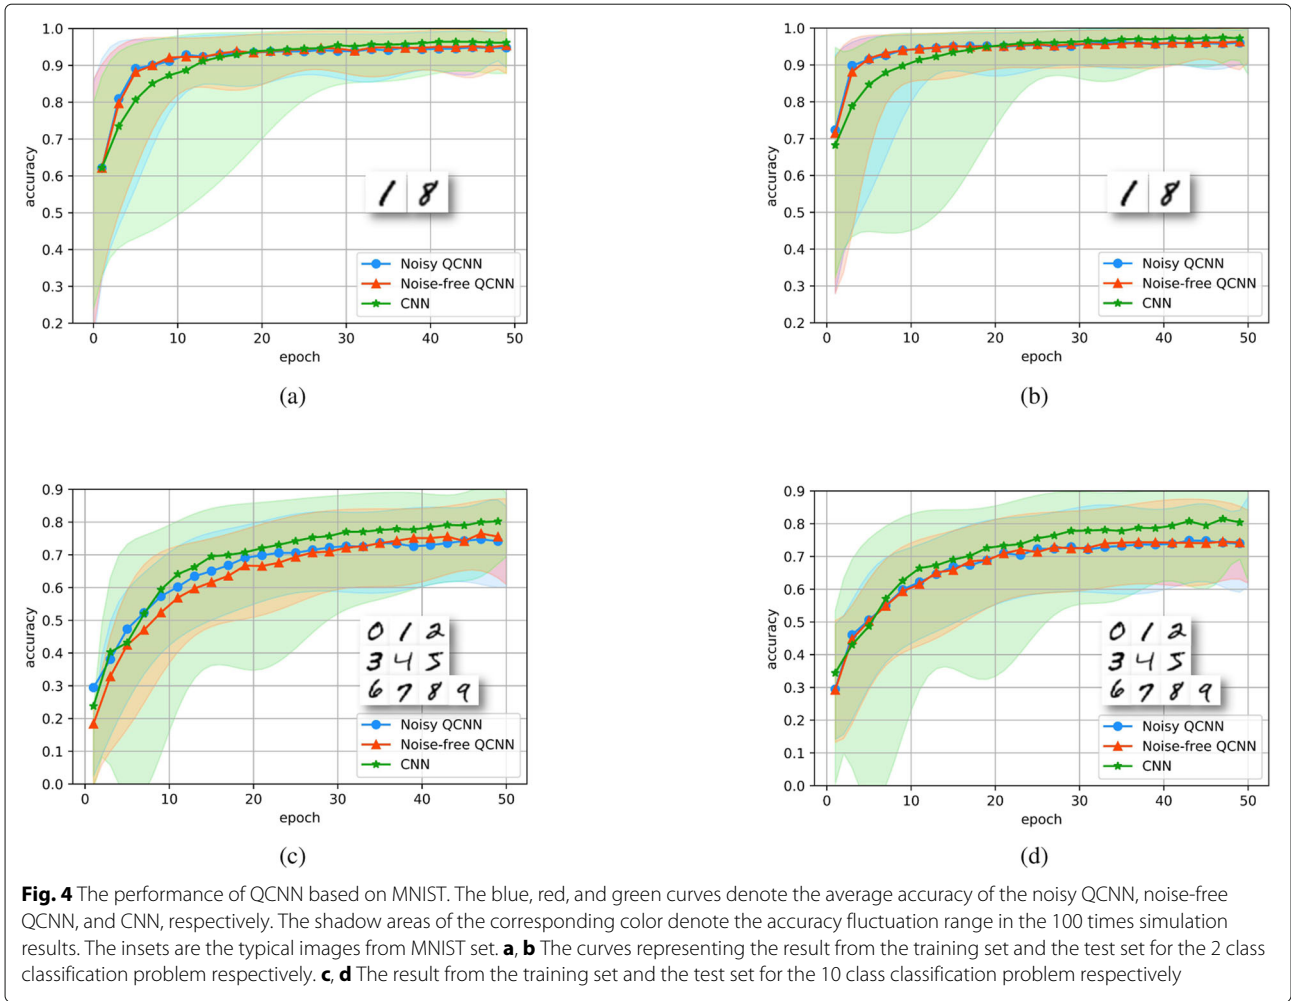 1.0
0.9
0.8
0.7
0.6
0.5
0.4
0.3
0.2
accuracy
1 8
Noisy QCNN
Noise-free QCNN
CNN
0 10 20 30 40 50
epoch
(a)
1.0
0.9
0.8
0.7
0.6
0.5
0.4
0.3
0.2
accuracy
1 8
Noisy QCNN
Noise-free QCNN
CNN
0 10 20 30 40 50
epoch
(b)
0.9
0.8
0.7
0.6
0.5
0.4
0.3
0.2
0.1
0.0
accuracy
0 1 2
3 4 5
6 7 8 9
Noisy QCNN
Noise-free QCNN
CNN
0 10 20 30 40 50
epoch
(c)
0.9
0.8
0.7
0.6
0.5
0.4
0.3
0.2
0.1
0.0
accuracy
0 1 2
3 4 5
6 7 8 9
Noisy QCNN
Noise-free QCNN
CNN
0 10 20 30 40 50
epoch
(d)
Fig. 4 The performance of QCNN based on MNIST. The blue, red, and green curves denote the average accuracy of the noisy QCNN, noise-free
QCNN, and CNN, respectively. The shadow areas of the corresponding color denote the accuracy fluctuation range in the 100 times simulation
results. The insets are the typical images from MNIST set. a, b The curves representing the result from the training set and the test set for the 2 class
classification problem respectively. c, d The result from the training set and the test set for the 10 class classification problem respectively